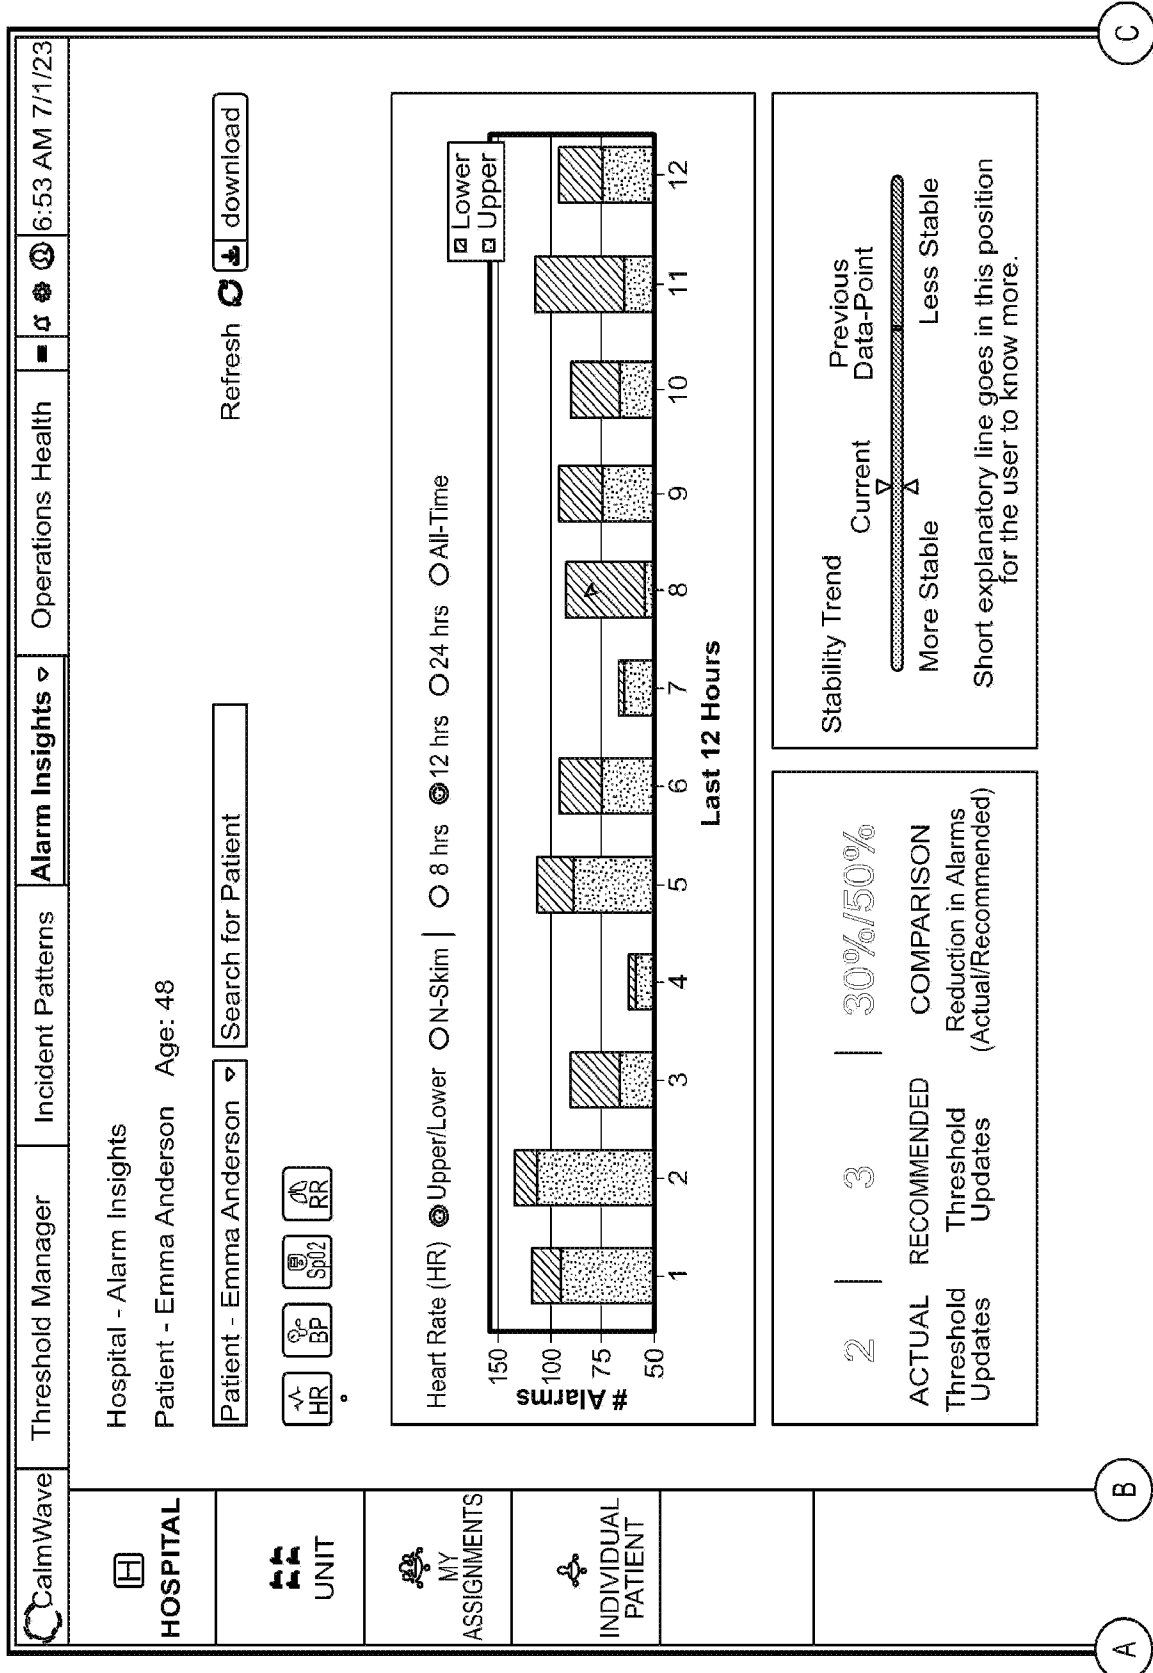 CalmWave
Threshold Manager
Incident Patterns
Alarm Insights
Operations Health
6:53 AM 7/1/23
HOSPITAL
UNIT
MY
ASSIGNMENTS
INDIVIDUAL
PATIENT
Hospital - Alarm Insights
Patient - Emma Anderson Age: 48
Patient - Emma Anderson
Search for Patient
Refresh
download
HR
BP
Sp02
RR
Heart Rate (HR) Upper/Lower N-Skim | 8 hrs 12 hrs 24 hrs All-Time
Lower
Upper
# Alarms
150
100
75
50
1 2 3 4 5 6 7 8 9 10 11 12
Last 12 Hours
2 | 3 | 30%/50%
ACTUAL RECOMMENDED COMPARISON
Threshold Threshold Reduction in Alarms
Updates Updates (Actual/Recommended)
Stability Trend
Current
Previous
Data-Point
More Stable
Less Stable
Short explanatory line goes in this position
for the user to know more.
A
B
C